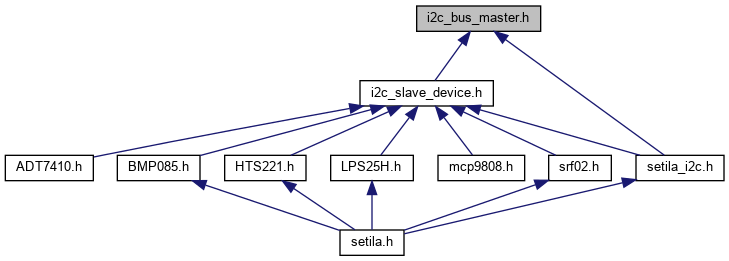 i2c_bus_master.h
i2c_slave_device.h
ADT7410.h
BMP085.h
HTS221.h
LPS25H.h
mcp9808.h
srf02.h
setila_i2c.h
setila.h